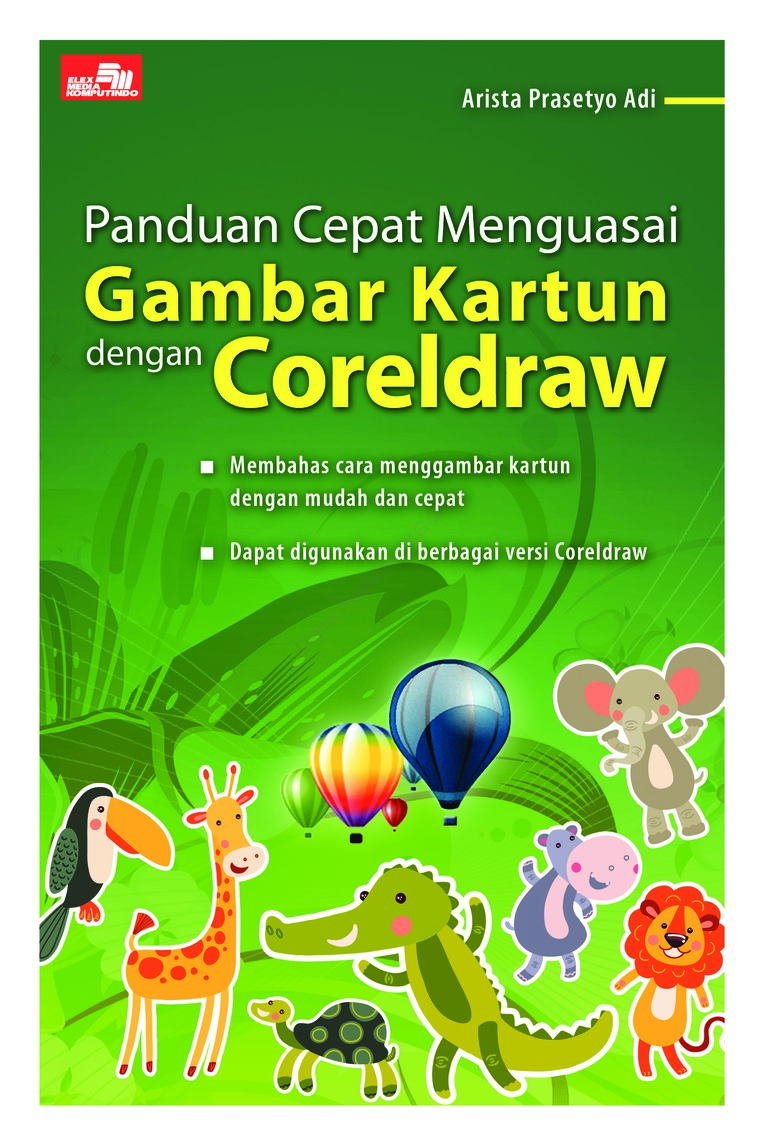 ELEX
MEDIA
KOMPUTINDO
Arista Prasetyo Adi
Panduan Cepat Menguasai
Gambar Kartun
dengan Coreldraw
Membahas cara menggambar kartun
dengan mudah dan cepat
Dapat digunakan di berbagai versi Coreldraw